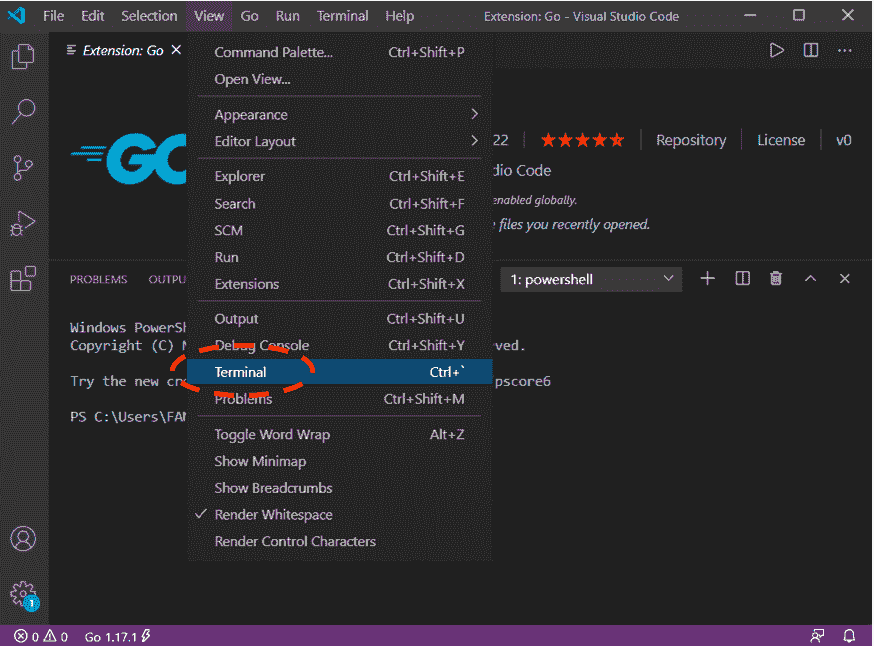 File Edit Selection View Go Run Terminal Help Extension: Go - Visual Studio Code
Extension: Go
Command Palette... Ctrl+Shift+P
Open View...
Appearance
Editor Layout
GO
22 Repository License v0
dio Code
Explorer Ctrl+Shift+E
enabled globally.
Search Ctrl+Shift+F
files you recently opened.
SCM Ctrl+Shift+G
Run Ctrl+Shift+D
Extensions Ctrl+Shift+X
PROBLEMS OUTPU 1: powershell
Output Ctrl+Shift+U
Windows PowerSh
Debug Console Ctrl+Shift+Y
Copyright (C) rved.
Terminal Ctrl+`
Try the new cro pscore6
Problems Ctrl+Shift+M
PS C:\Users\FAN
Toggle Word Wrap Alt+Z
Show Minimap
Show Breadcrumbs
Render Whitespace
Render Control Characters
1
0 0 Go 1.17.1